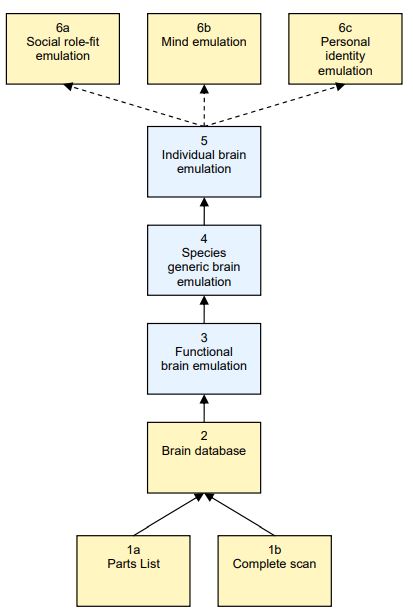 6a
Social role-fit
emulation
6b
Mind emulation
6c
Personal
identity
emulation
5
Individual brain
emulation
4
Species
generic brain
emulation
3
Functional
brain emulation
2
Brain database
1a
Parts List
1b
Complete scan